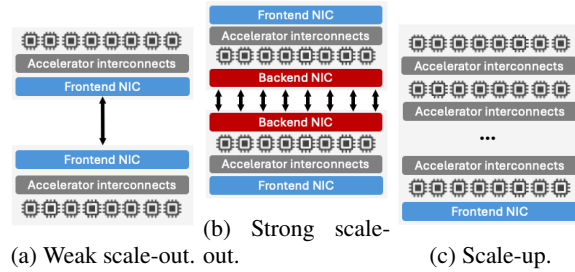 Accelerator interconnects
Frontend NIC
Frontend NIC
Accelerator interconnects
(a) Weak scale-out.
Frontend NIC
Accelerator interconnects
Backend NIC
Backend NIC
Accelerator interconnects
Frontend NIC
(b) Strong scale-
out.
Accelerator interconnects
Accelerator interconnects
...
Accelerator interconnects
Frontend NIC
(c) Scale-up.